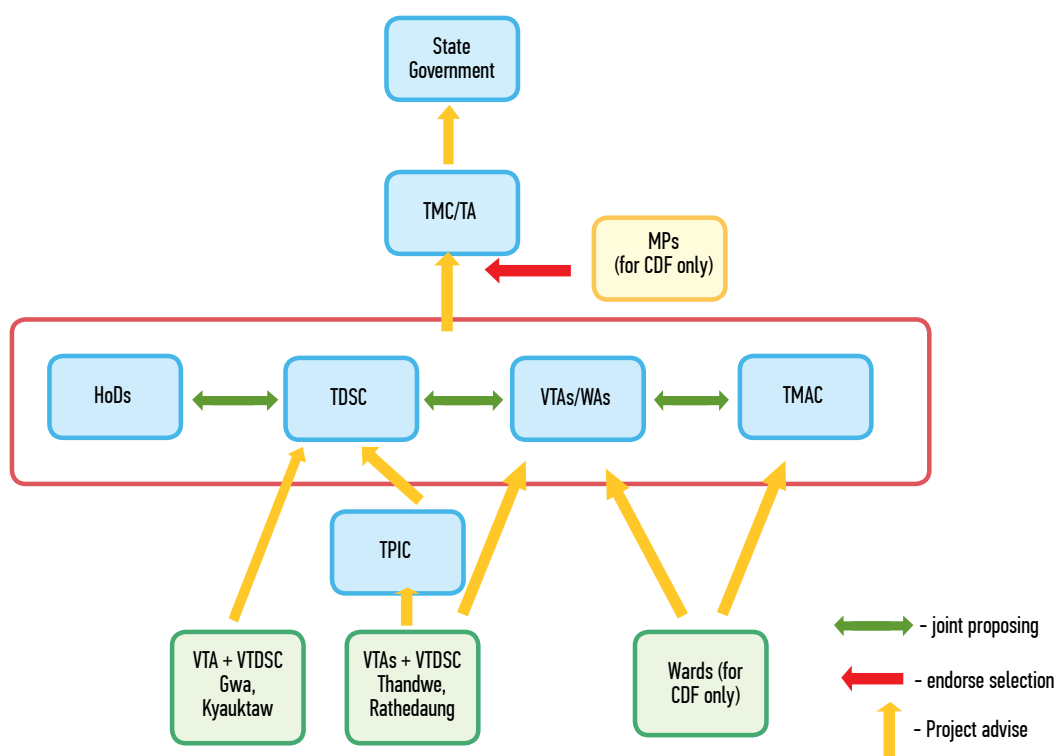 State
Government
TMC/TA
MPs
(for CDF only)
HoDs
TDSC
VTAs/WAs
TMAC
TPIC
VTA + VTDSC
Gwa,
Kyauktaw
VTAs + VTDSC
Thandwe,
Rathedaung
Wards (for
CDF only)
- joint proposing
- endorse selection
- Project advise